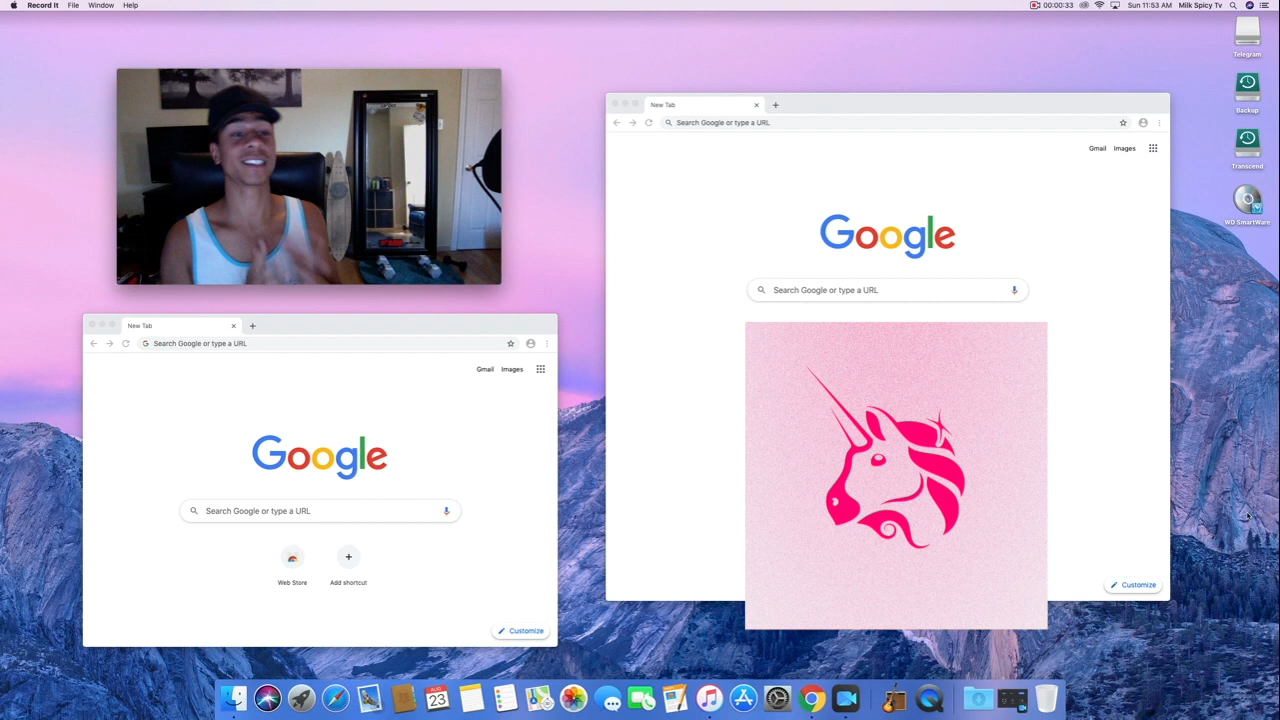 Record It File Window Help
00:00:33 Sun 11:53 AM Milk Spicy Tv
Telegram
Backup
Transcend
WD SmartWare
New Tab
Search Google or type a URL
Gmail Images
Google
Search Google or type a URL
Customize
New Tab
Search Google or type a URL
Gmail Images
Google
Search Google or type a URL
Web Store Add shortcut
Customize
23